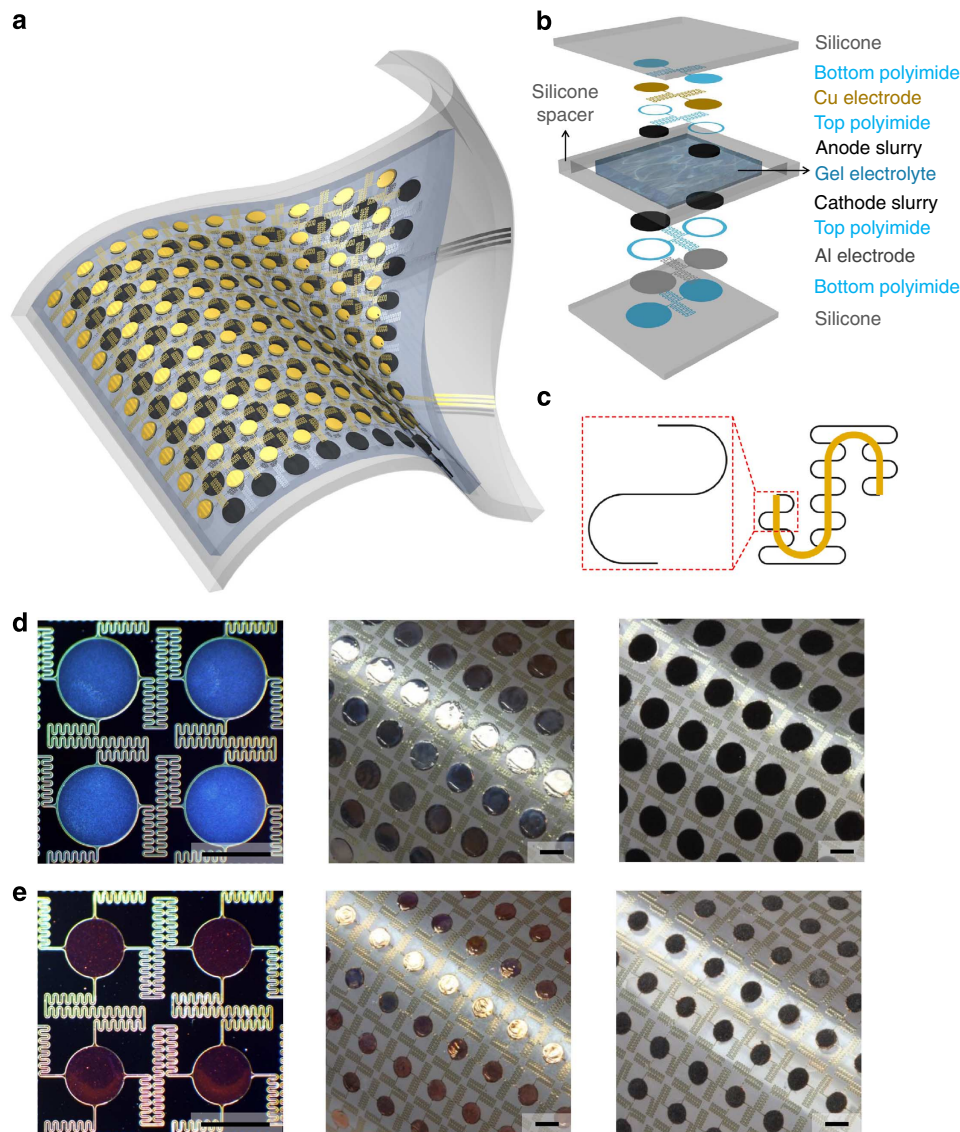 a
b
Silicone
Bottom polyimide
Cu electrode
Top polyimide
Anode slurry
Gel electrolyte
Cathode slurry
Top polyimide
Al electrode
Bottom polyimide
Silicone
Silicone
spacer
c
d
e